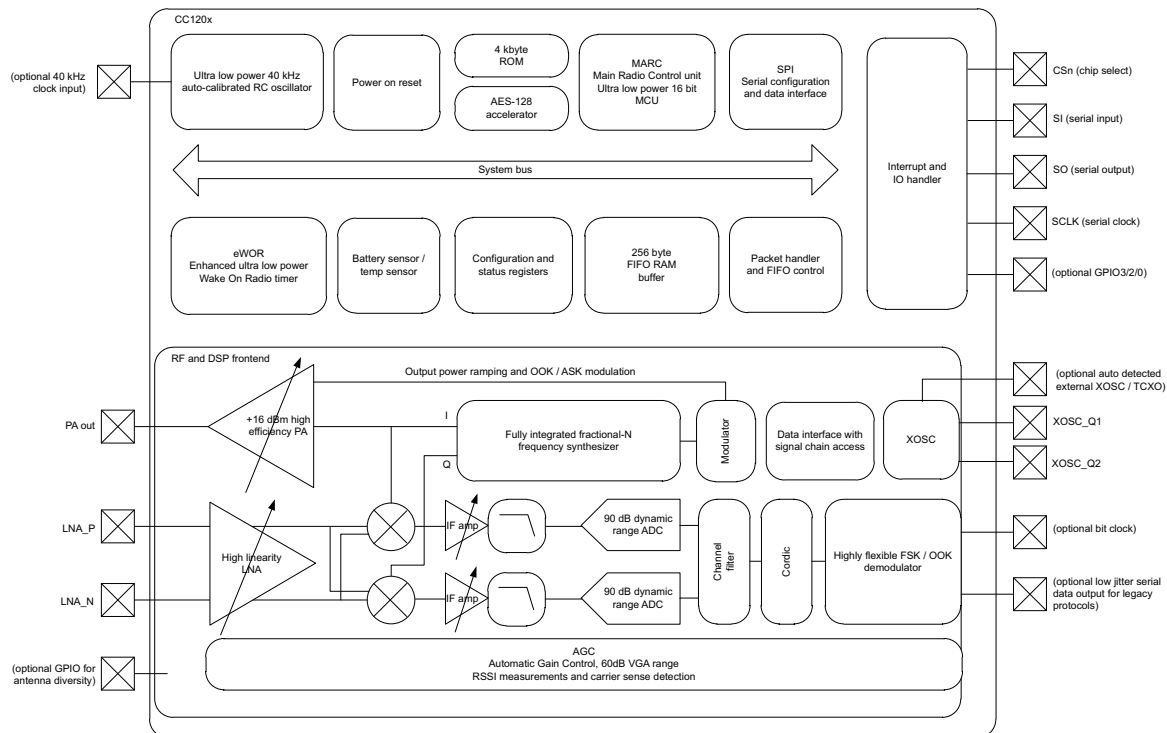 CC120x
(optional 40 kHz
clock input)
Ultra low power 40 kHz
auto-calibrated RC oscillator
Power on reset
4 kbyte
ROM
AES-128
accelerator
MARC
Main Radio Control unit
Ultra low power 16 bit
MCU
SPI
Serial configuration
and data interface
Interrupt and
IO handler
CSn (chip select)
SI (serial input)
SO (serial output)
SCLK (serial clock)
(optional GPIO3/2/0)
System bus
eWOR
Enhanced ultra low power
Wake On Radio timer
Battery sensor /
temp sensor
Configuration and
status registers
256 byte
FIFO RAM
buffer
Packet handler
and FIFO control
RF and DSP frontend
Output power ramping and OOK / ASK modulation
PA out
+16 dBm high
efficiency PA
I
Q
Fully integrated fractional-N
frequency synthesizer
Modulator
Data interface with
signal chain access
XOSC
(optional auto detected
external XOSC / TCXO)
XOSC_Q1
XOSC_Q2
LNA_P
LNA_N
High linearity
LNA
IF amp
90 dB dynamic
range ADC
IF amp
90 dB dynamic
range ADC
Channel
filter
Cordic
Highly flexible FSK / OOK
demodulator
(optional bit clock)
(optional low jitter serial
data output for legacy
protocols)
(optional GPIO for
antenna diversity)
AGC
Automatic Gain Control, 60dB VGA range
RSSI measurements and carrier sense detection